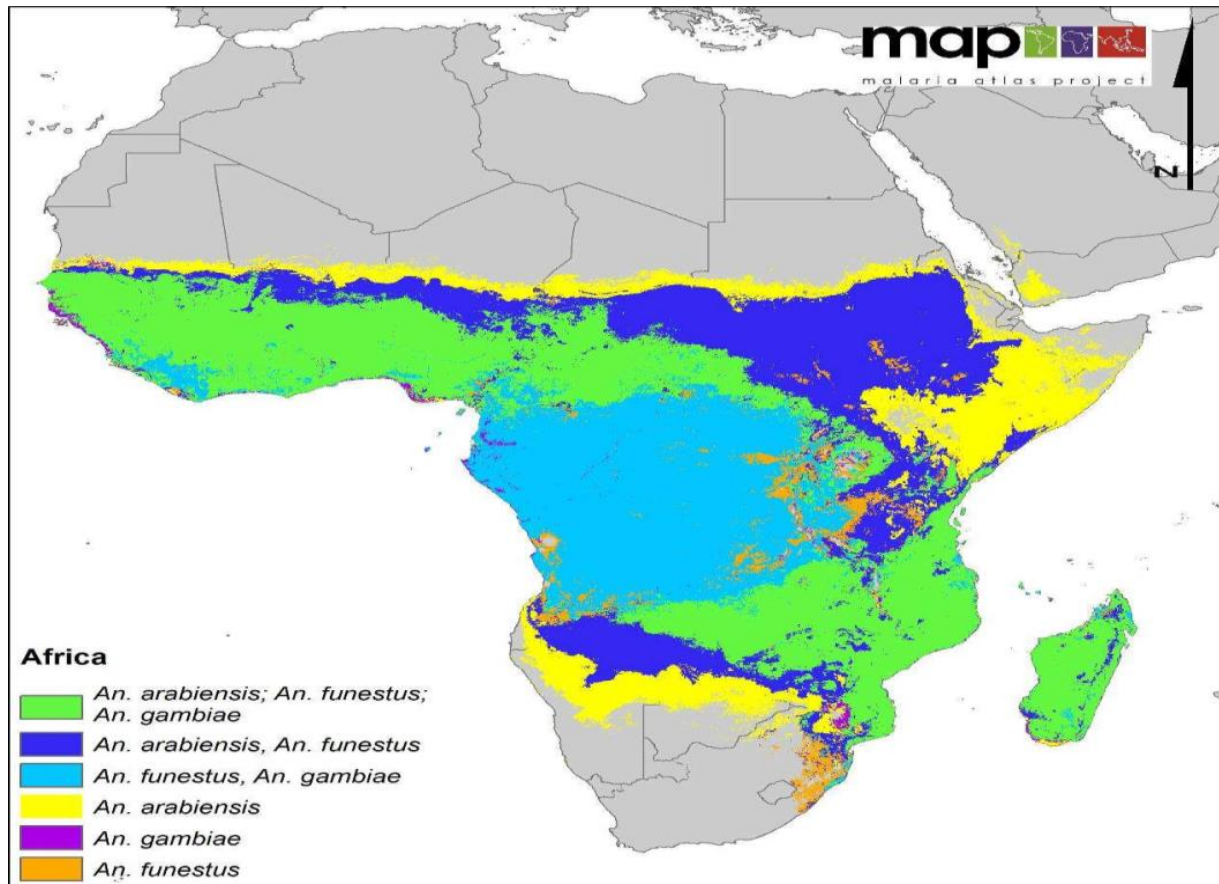 map
malaria atlas project
N
Africa
An. arabiensis; An. funestus;
An. gambiae
An. arabiensis, An. funestus
An. funestus, An. gambiae
An. arabiensis
An. gambiae
An. funestus